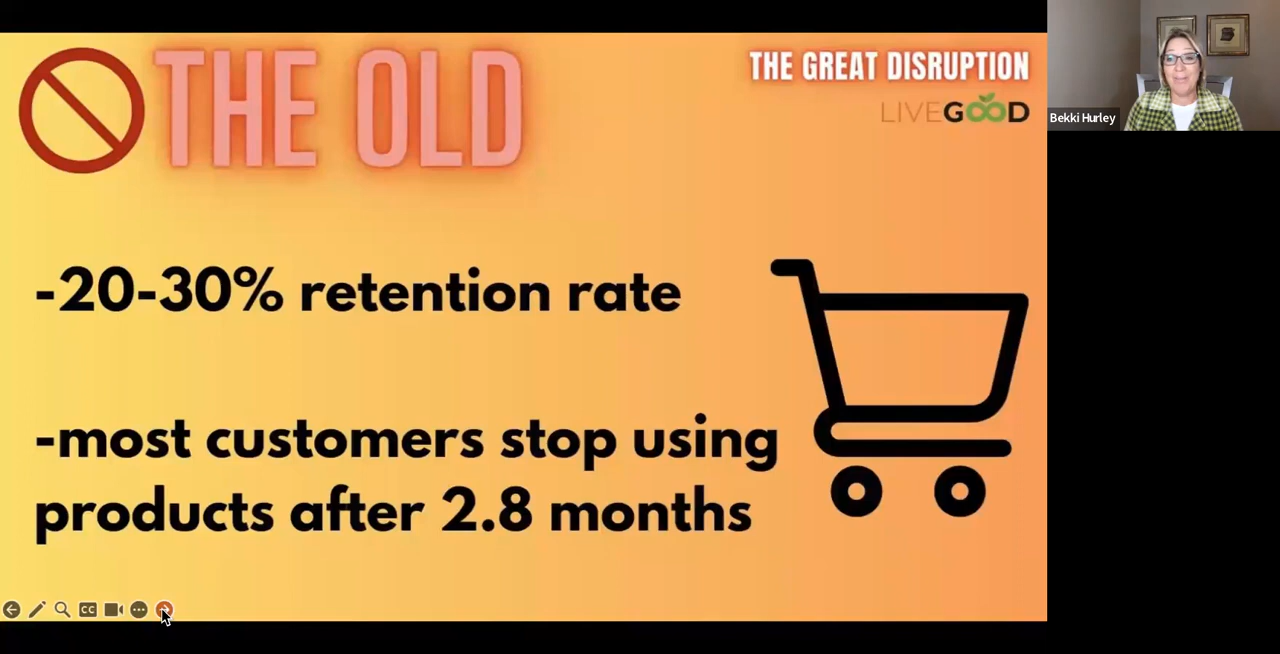 THE OLD
THE GREAT DISRUPTION
LIVEGOOD
Bekki Hurley
-20-30% retention rate
-most customers stop using
products after 2.8 months
CC